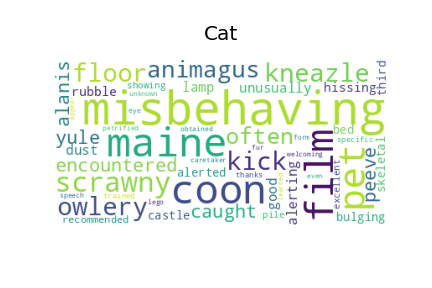 Cat
alanis
floor
animagus
kneazle
third
rubble
lamp
showing
unknown
unusually
hissing
misbehaving
eye
petrified
obtained
yule
maine
often
film
form
bed
specific
dust
fur
kick
welcoming
pet
peeve
skeletal
encountered
scrawny
alerted
caretaker
thanks
even
excellent
coon
good
alerting
speech
trained
lego
owlery
castle
caught
pile
bulging
recommended